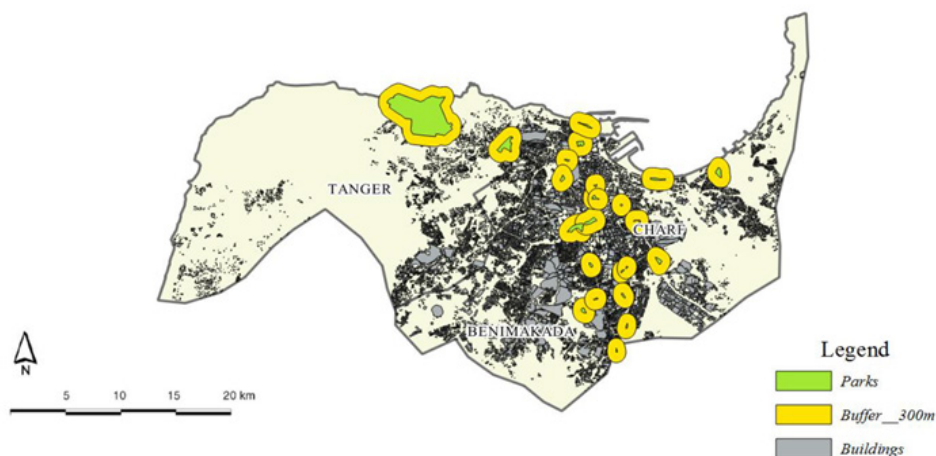 TANGER
CHARF
BENIMAKADA
N
5 10 15 20 km
Legend
Parks
Buffer__300m
Buildings